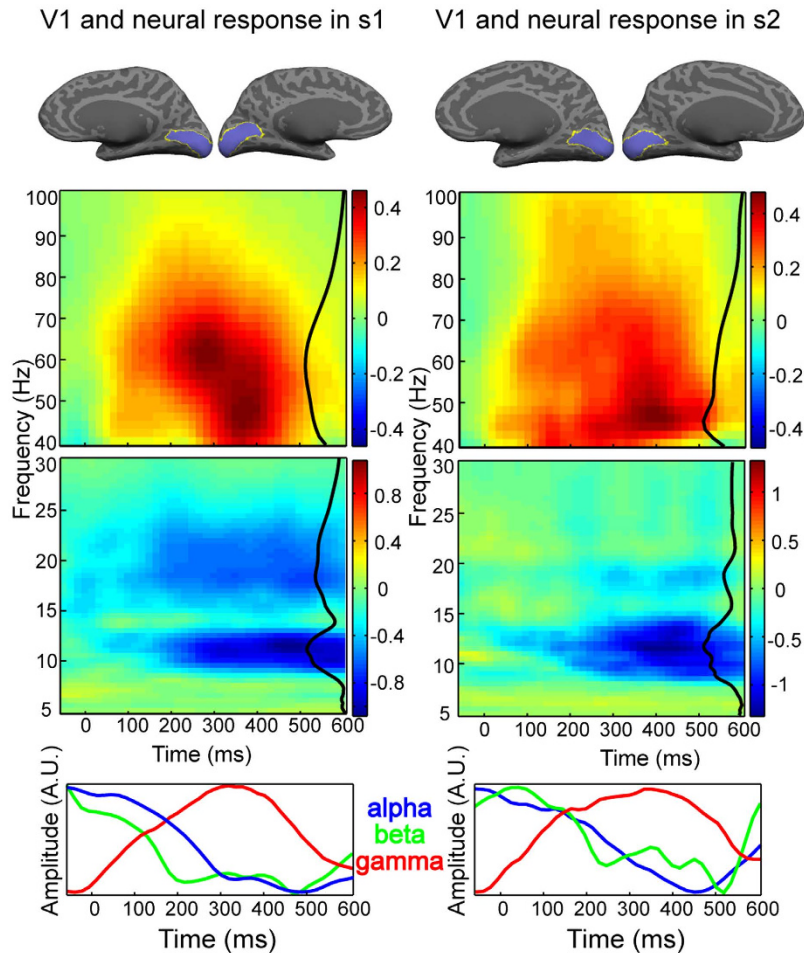 V1 and neural response in s1
V1 and neural response in s2
100
90
80
70
60
50
40
0.4
0.2
0
-0.2
-0.4
100
90
80
70
60
50
40
0.4
0.2
0
-0.2
-0.4
Frequency (Hz)
Frequency (Hz)
30
25
20
15
10
5
0.8
0.4
0
-0.4
-0.8
30
25
20
15
10
5
1
0.5
0
-0.5
-1
0 100 200 300 400 500 600
Time (ms)
0 100 200 300 400 500 600
Time (ms)
Amplitude (A.U.)
alpha
beta
gamma
Amplitude (A.U.)
0 100 200 300 400 500 600
Time (ms)
0 100 200 300 400 500 600
Time (ms)